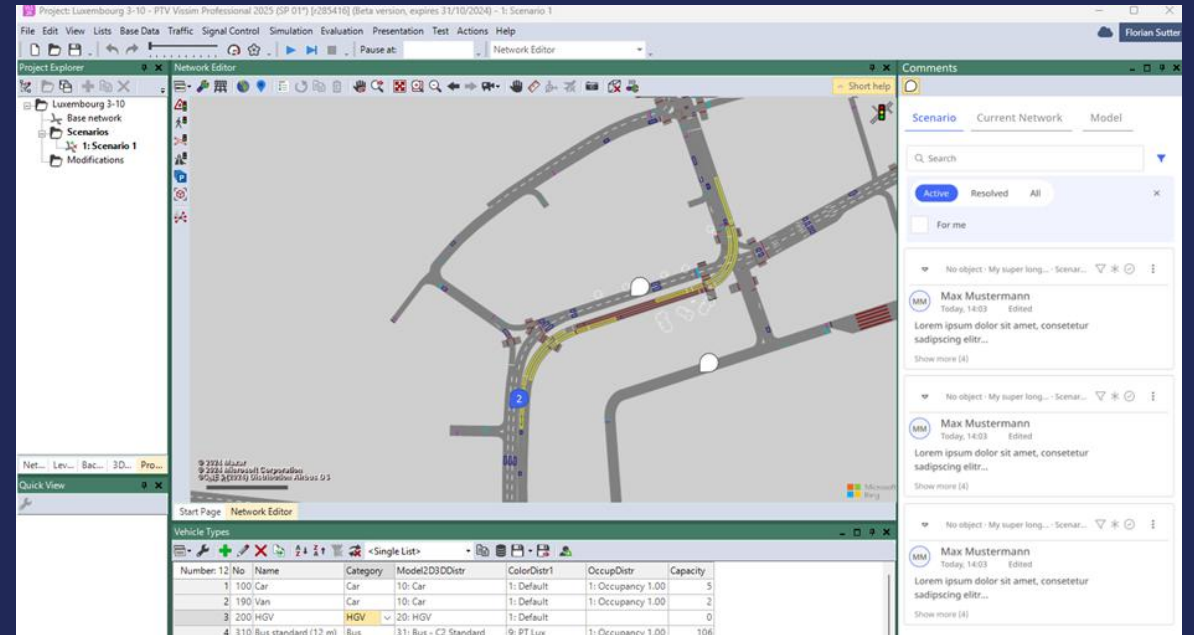 Project: Luxembourg 3-10 - PTV Vissim Professional 2025 (SP 01*) [r285416] (Beta version, expires 31/10/2024) - 1: Scenario 1
File Edit View Lists Base Data Traffic Signal Control Simulation Evaluation Presentation Test Actions Help
Florian Sutter
Pause at:
Network Editor
Project Explorer
Luxembourg 3-10
Base network
Scenarios
1: Scenario 1
Modifications
Net... Lev... Bac... 3D... Pro...
Quick View
Network Editor
Short help
2
© 2024 Microsoft Corporation
Microsoft
Bing
Start Page Network Editor
Vehicle Types
<Single List>
Number: 12 No Name Category Model2D3DDistr ColorDistr1 OccupDistr Capacity
1 100 Car Car 10: Car 1: Default 1: Occupancy 1.00 5
2 190 Van Car 10: Car 1: Default 1: Occupancy 1.00 2
3 200 HGV HGV 20: HGV 1: Default 0
4 310 Bus standard (12 m) Bus 31: Bus - C2 Standard 9: PT Lux 1: Occupancy 1.00 106
Comments
Scenario Current Network Model
Search
Active Resolved All
For me
No object · My super long... · Scenar...
MM Max Mustermann
Today, 14:03 Edited
Lorem ipsum dolor sit amet, consetetur
sadipscing elitr...
Show more (4)
No object · My super long... · Scenar...
MM Max Mustermann
Today, 14:03 Edited
Lorem ipsum dolor sit amet, consetetur
sadipscing elitr...
Show more (4)
No object · My super long... · Scenar...
MM Max Mustermann
Today, 14:03 Edited
Lorem ipsum dolor sit amet, consetetur
sadipscing elitr...
Show more (4)